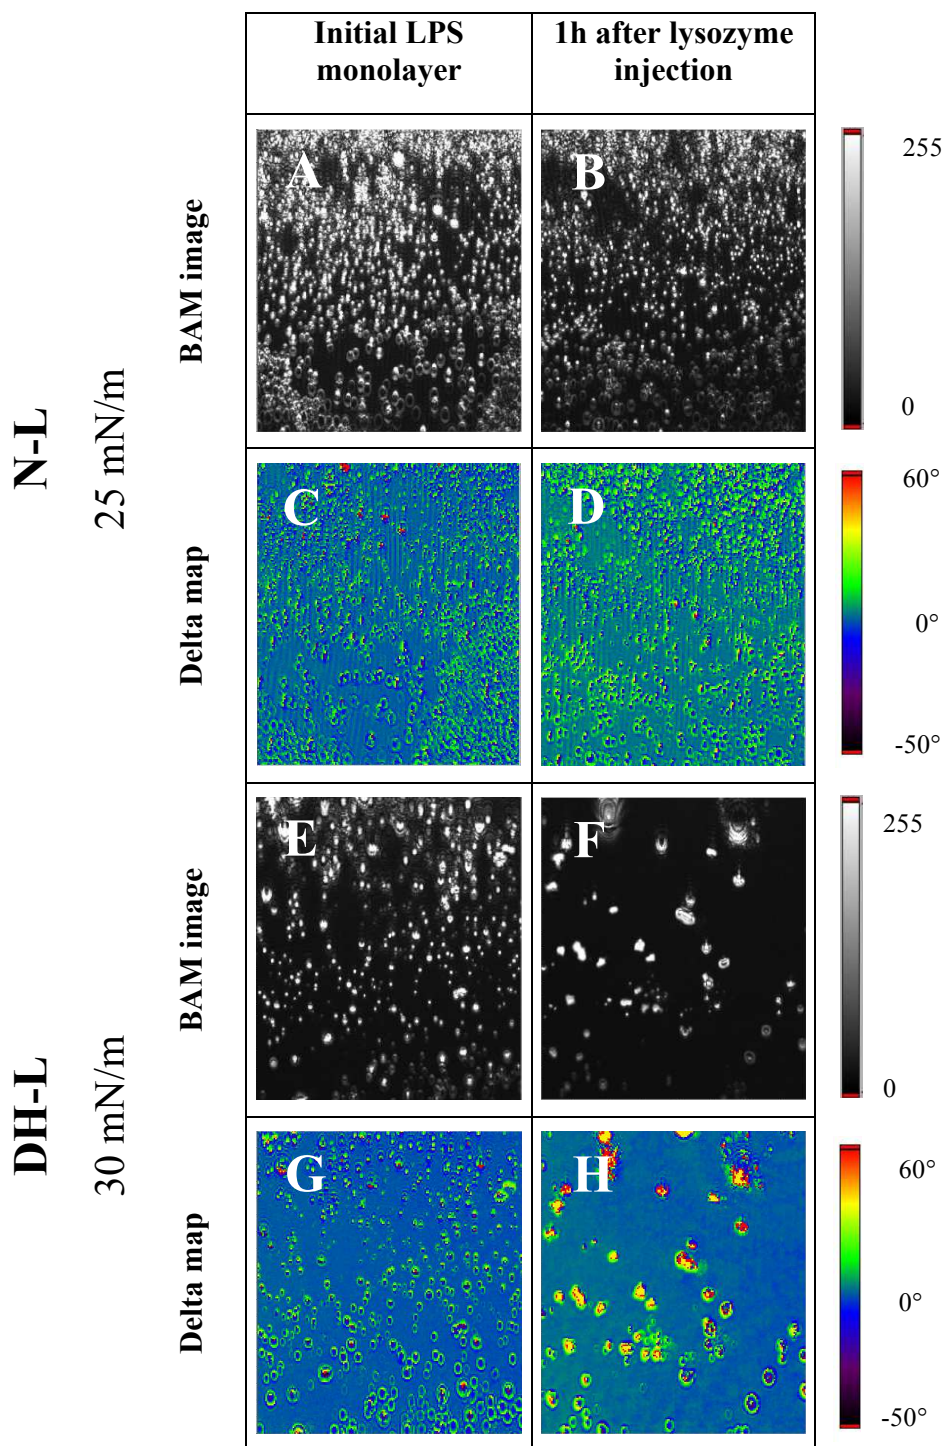 Initial LPS
monolayer
1h after lysozyme
injection
N-L
25 mN/m
BAM image
A
B
255
0
Delta map
C
D
60°
0°
-50°
DH-L
30 mN/m
BAM image
E
F
255
0
Delta map
G
H
60°
0°
-50°